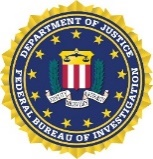 DEPARTMENT OF JUSTICE
FEDERAL BUREAU OF INVESTIGATION